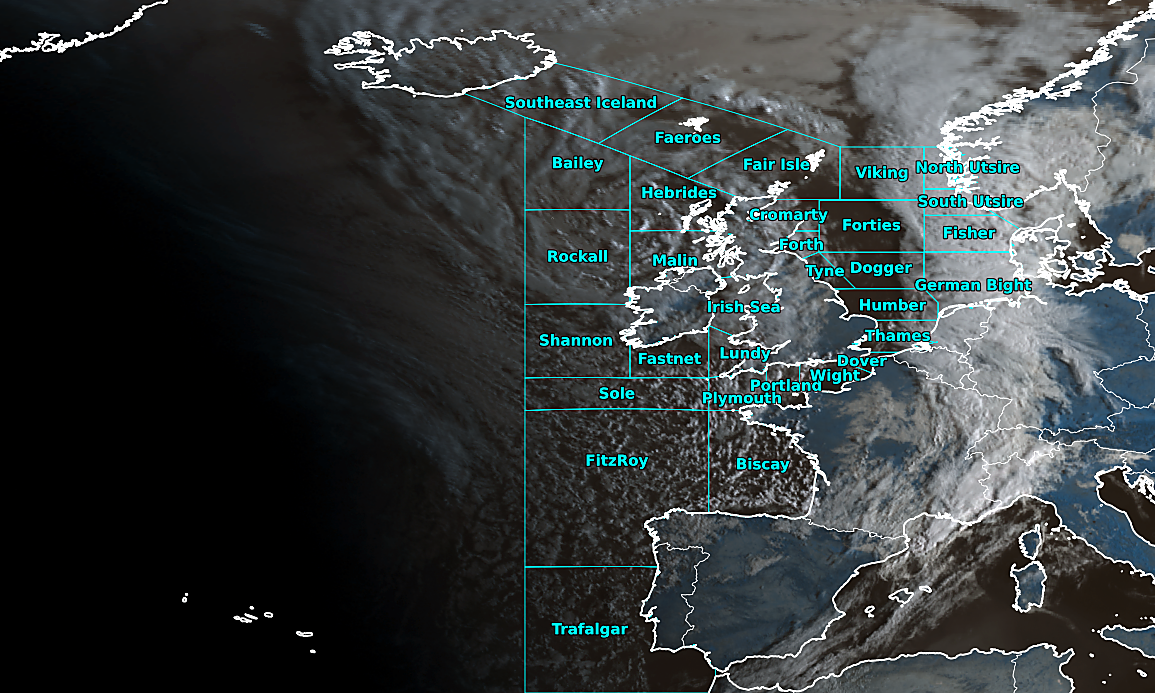 Southeast Iceland
Faeroes
Bailey
Fair Isle
Viking
North Utsire
Hebrides
South Utsire
Cromarty
Forties
Fisher
Forth
Rockall
Malin
Tyne
Dogger
German Bight
Irish Sea
Humber
Shannon
Thames
Fastnet
Lundy
Dover
Wight
Portland
Sole
Plymouth
FitzRoy
Biscay
Trafalgar